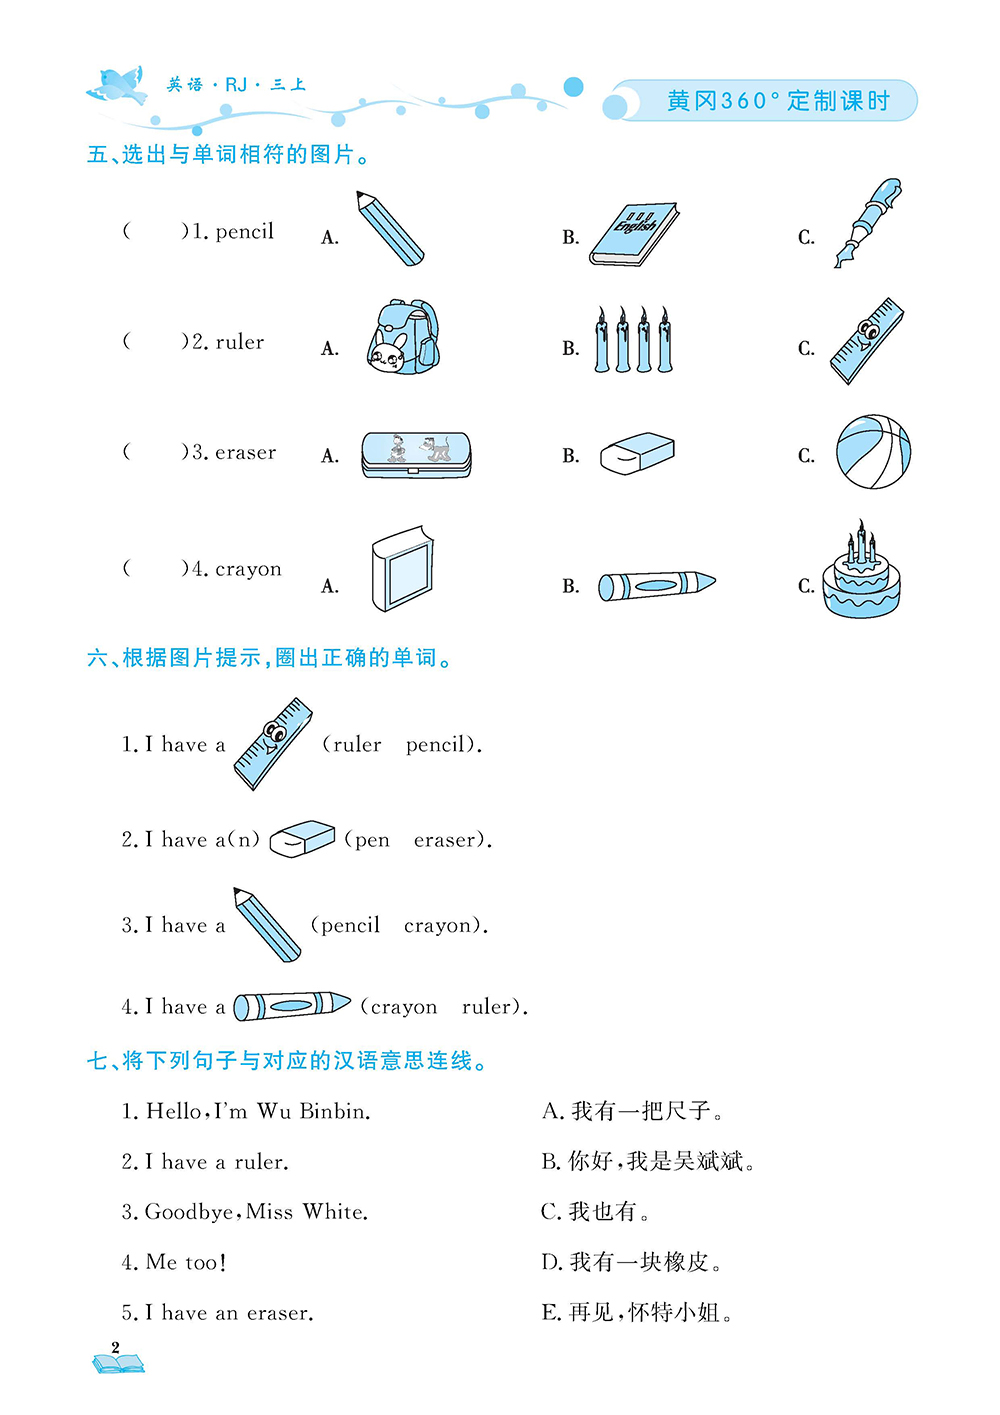 英语·RJ·三上
黄冈360°定制课时
五、选出与单词相符的图片。
(    )1. pencil A. B. English C.
(    )2. ruler A. B. C.
(    )3. eraser A. B. C.
(    )4. crayon A. B. C.
六、根据图片提示,圈出正确的单词。
1. I have a (ruler pencil).
2. I have a(n) (pen eraser).
3. I have a (pencil crayon).
4. I have a (crayon ruler).
七、将下列句子与对应的汉语意思连线。
1. Hello, I'm Wu Binbin. A. 我有一把尺子。
2. I have a ruler. B. 你好,我是吴斌斌。
3. Goodbye, Miss White. C. 我也有。
4. Me too! D. 我有一块橡皮。
5. I have an eraser. E. 再见,怀特小姐。
2